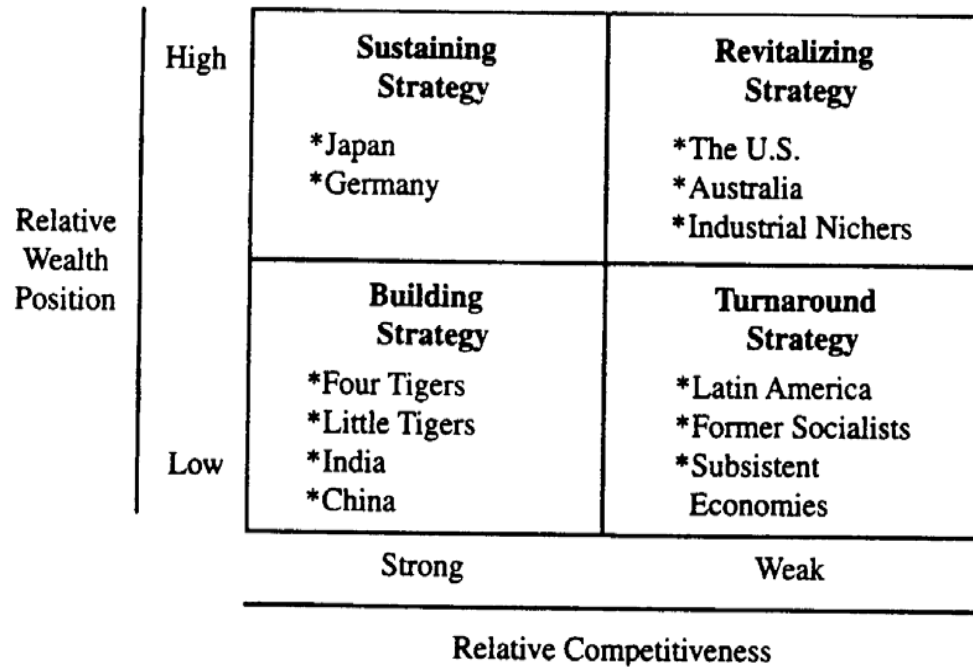 High
Sustaining
Strategy
*Japan
*Germany
Revitalizing
Strategy
*The U.S.
*Australia
*Industrial Nichers
Relative
Wealth
Position
Building
Strategy
*Four Tigers
*Little Tigers
*India
*China
Turnaround
Strategy
*Latin America
*Former Socialists
*Subsistent
Economies
Low
Strong
Weak
Relative Competitiveness